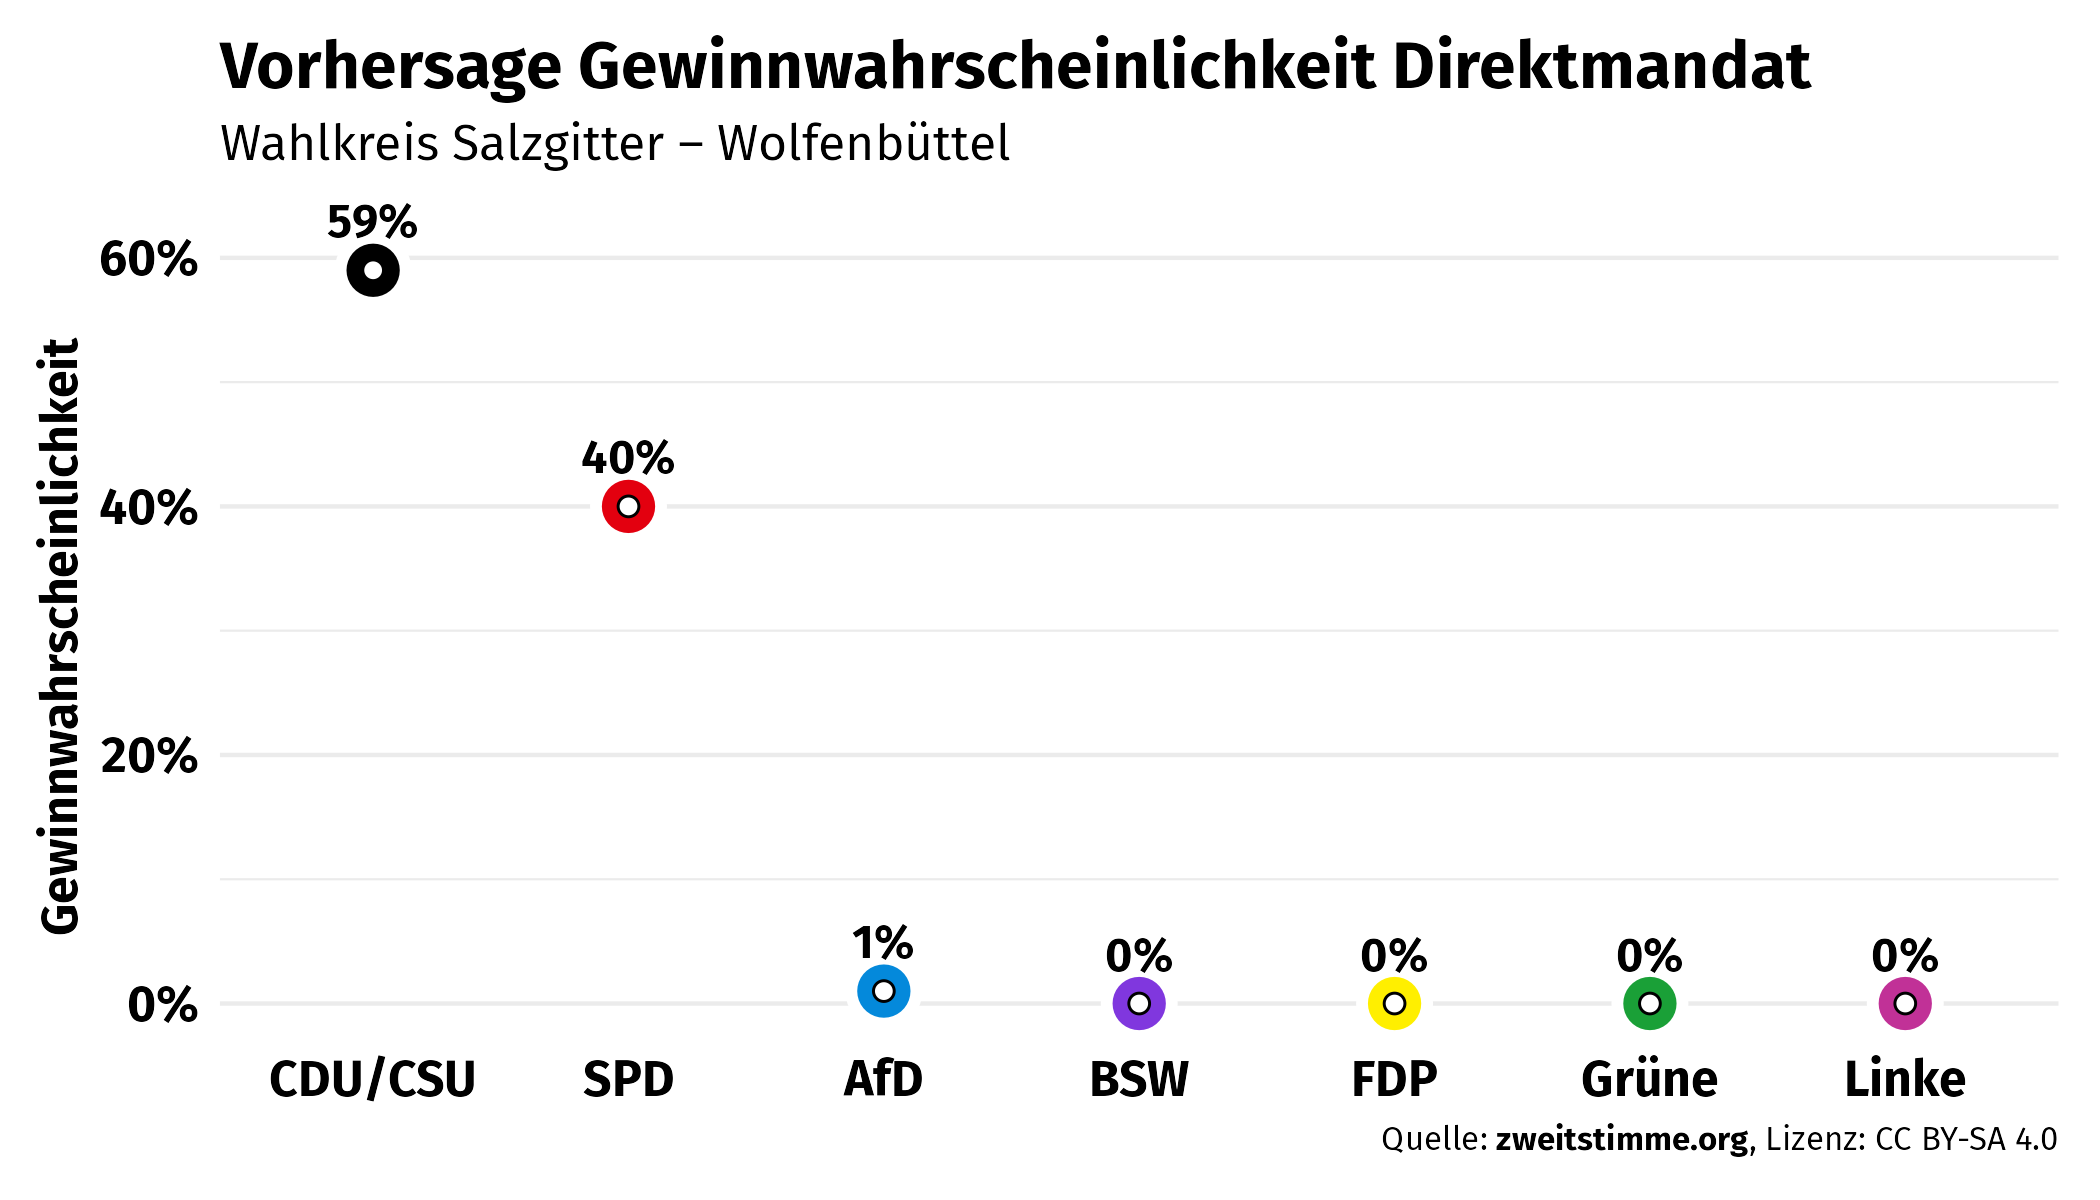 Vorhersage Gewinnwahrscheinlichkeit Direktmandat
Wahlkreis Salzgitter – Wolfenbüttel
Gewinnwahrscheinlichkeit
60%
40%
20%
0%
59%
40%
1%
0%
0%
0%
0%
CDU/CSU
SPD
AfD
BSW
FDP
Grüne
Linke
Quelle: zweitstimme.org, Lizenz: CC BY-SA 4.0